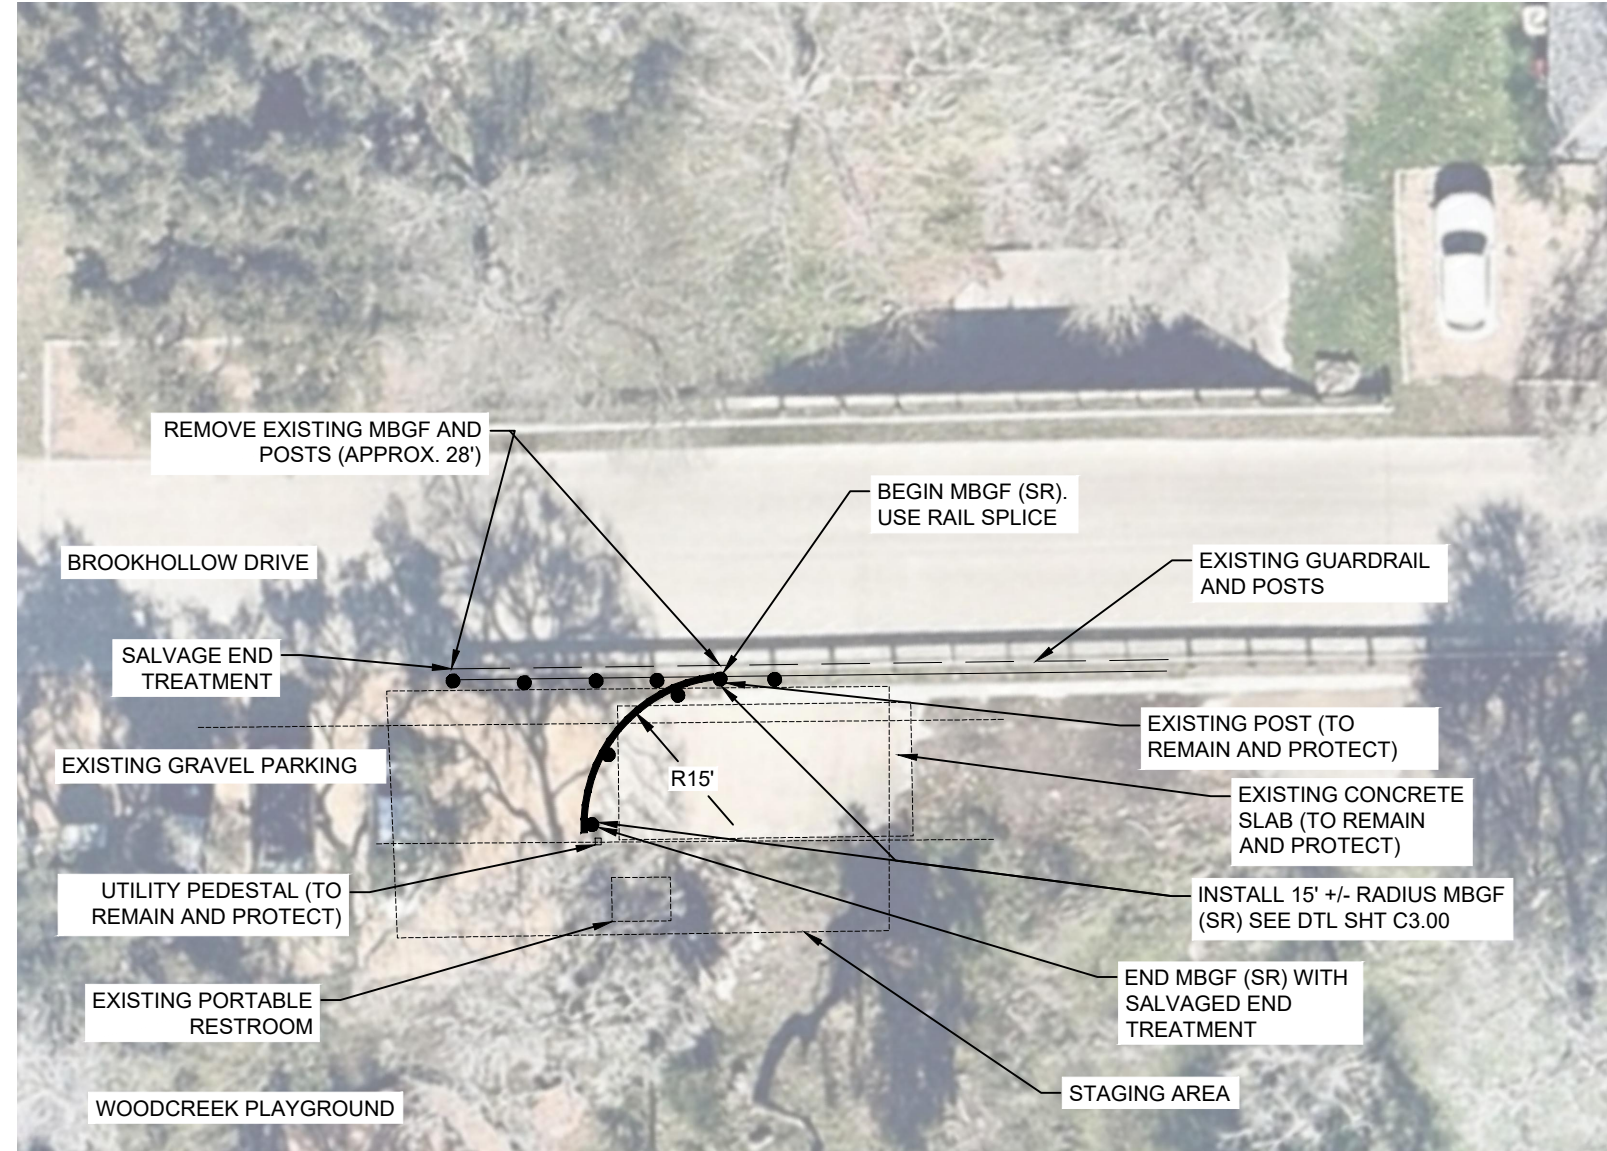 REMOVE EXISTING MBGF AND
POSTS (APPROX. 28')
BEGIN MBGF (SR).
USE RAIL SPLICE
BROOKHOLLOW DRIVE
EXISTING GUARDRAIL
AND POSTS
SALVAGE END
TREATMENT
EXISTING POST (TO
REMAIN AND PROTECT)
EXISTING GRAVEL PARKING
R15'
EXISTING CONCRETE
SLAB (TO REMAIN
AND PROTECT)
UTILITY PEDESTAL (TO
REMAIN AND PROTECT)
INSTALL 15' +/- RADIUS MBGF
(SR) SEE DTL SHT C3.00
END MBGF (SR) WITH
SALVAGED END
TREATMENT
EXISTING PORTABLE
RESTROOM
STAGING AREA
WOODCREEK PLAYGROUND